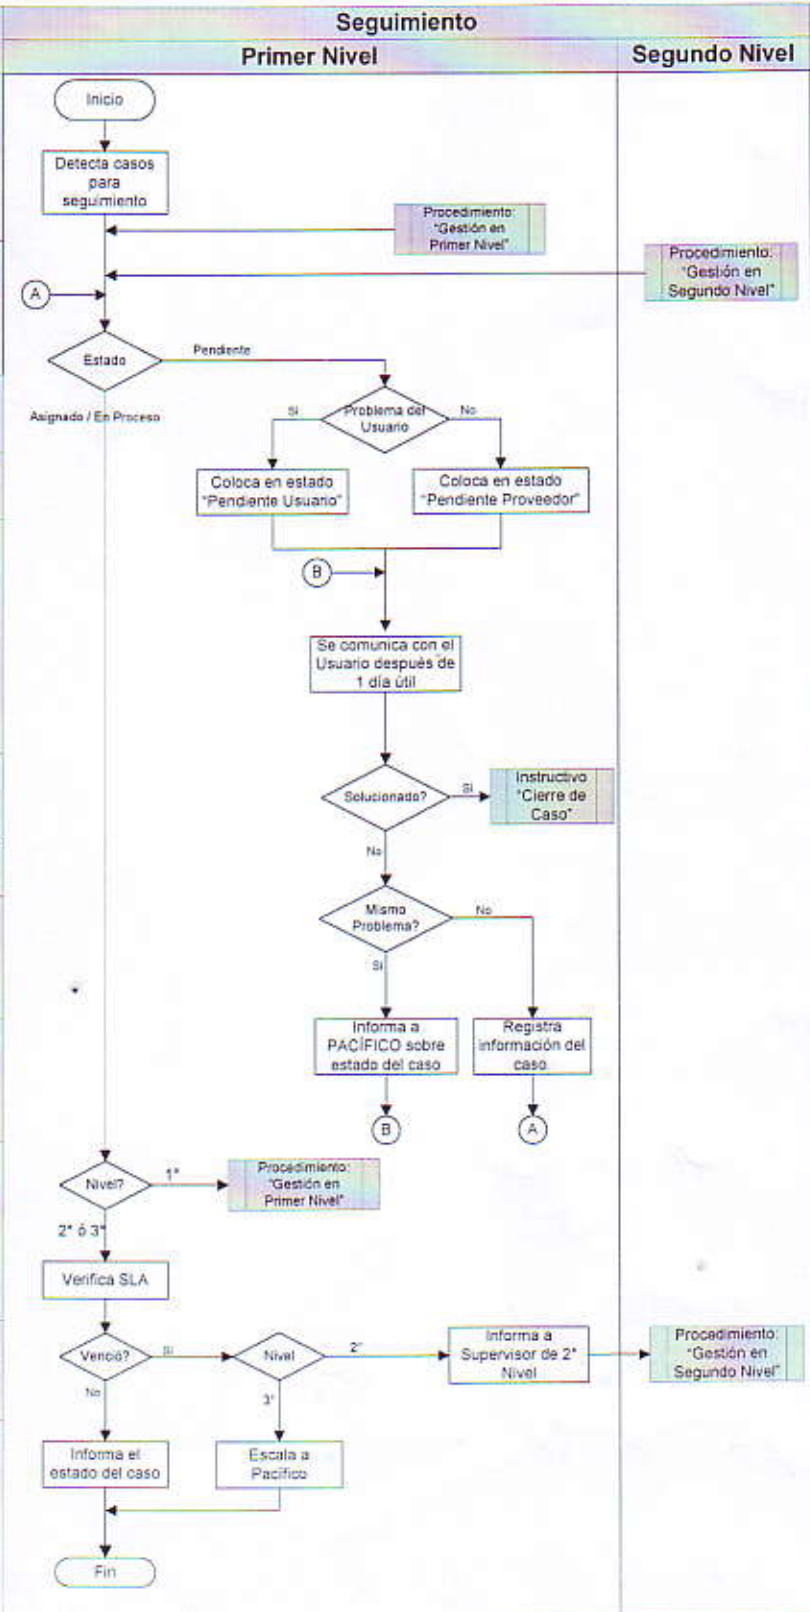 Seguimiento
Primer Nivel
Segundo Nivel
Inicio
Detecta casos
para
seguimiento
Procedimiento:
"Gestión en
Primer Nivel"
Procedimiento:
"Gestión en
Segundo Nivel"
A
Estado
Pendiente
Asignado / En Proceso
Problema del
Usuario
Si
No
Coloca en estado
"Pendiente Usuario"
Coloca en estado
"Pendiente Proveedor"
B
Se comunica con el
Usuario después de
1 día útil
Solucionado?
Si
Instructivo
"Cierre de
Caso"
No
Mismo
Problema?
No
Si
Informa a
PACÍFICO sobre
estado del caso
Registra
información del
caso
B
A
Nivel?
1°
Procedimiento:
"Gestión en
Primer Nivel"
2° ó 3°
Verifica SLA
Venció?
Si
Nivel
2°
Informa a
Supervisor de 2°
Nivel
Procedimiento:
"Gestión en
Segundo Nivel"
No
3°
Informa el
estado del caso
Escala a
Pacífico
Fin